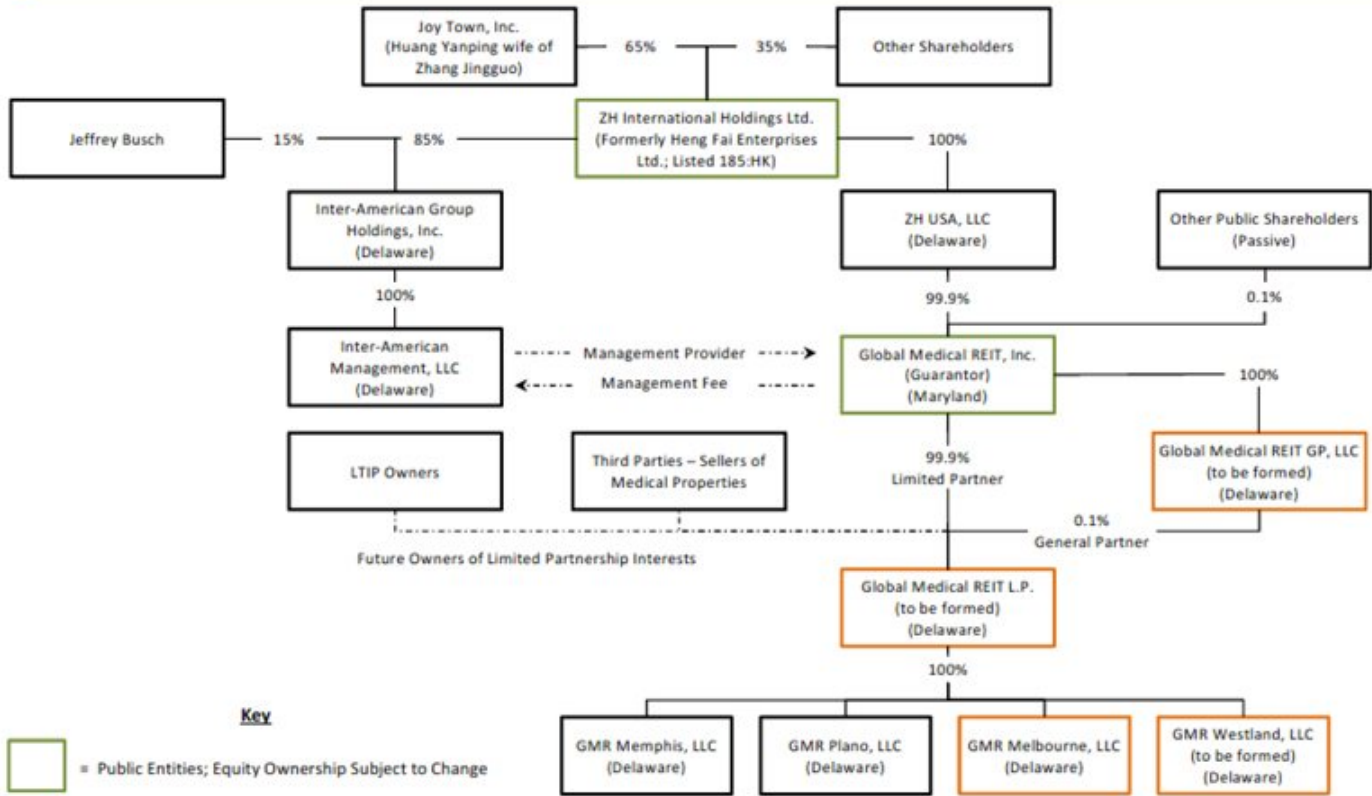 Joy Town, Inc.
(Huang Yanping wife of
Zhang Jingguo)
65%
35%
Other Shareholders
Jeffrey Busch
15%
85%
ZH International Holdings Ltd.
(Formerly Heng Fai Enterprises
Ltd.; Listed 185:HK)
100%
Inter-American Group
Holdings, Inc.
(Delaware)
ZH USA, LLC
(Delaware)
Other Public Shareholders
(Passive)
100%
99.9%
0.1%
Inter-American
Management, LLC
(Delaware)
Management Provider
Management Fee
Global Medical REIT, Inc.
(Guarantor)
(Maryland)
100%
LTIP Owners
Third Parties – Sellers of
Medical Properties
99.9%
Limited Partner
Global Medical REIT GP, LLC
(to be formed)
(Delaware)
0.1%
General Partner
Future Owners of Limited Partnership Interests
Global Medical REIT L.P.
(to be formed)
(Delaware)
100%
Key
= Public Entities; Equity Ownership Subject to Change
GMR Memphis, LLC
(Delaware)
GMR Plano, LLC
(Delaware)
GMR Melbourne, LLC
(Delaware)
GMR Westland, LLC
(to be formed)
(Delaware)